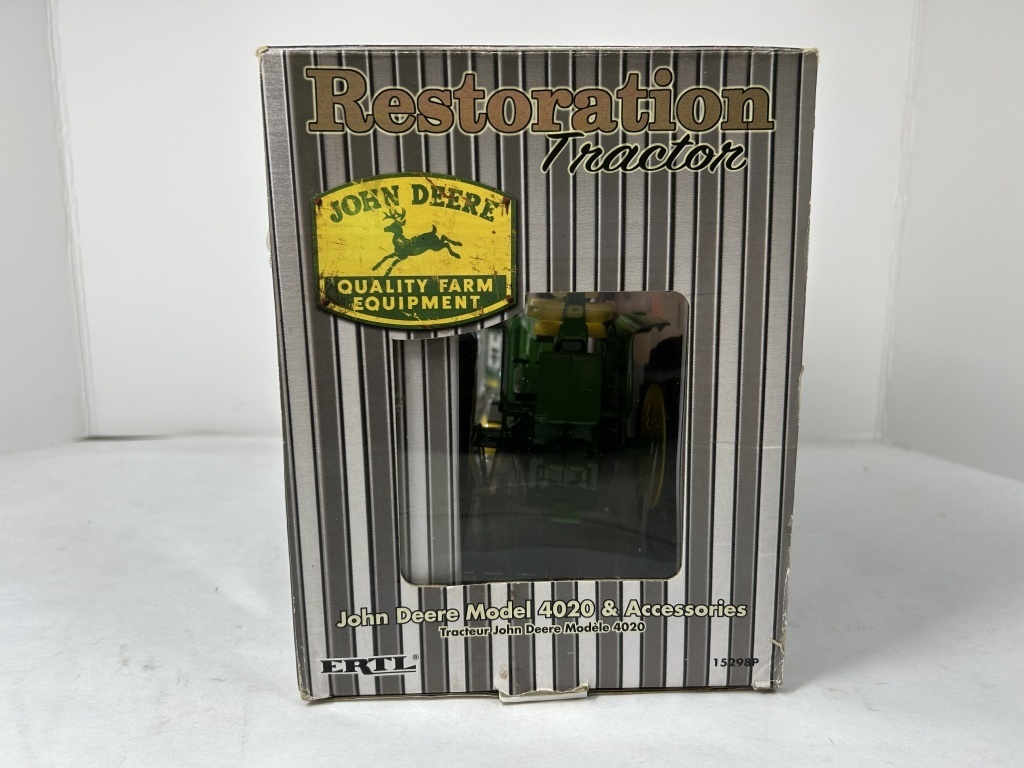 Restoration
Tractor
JOHN DEERE
QUALITY FARM
EQUIPMENT
John Deere Model 4020 & Accessories
Tracteur John Deere Modèle 4020
ERTL®
15298P